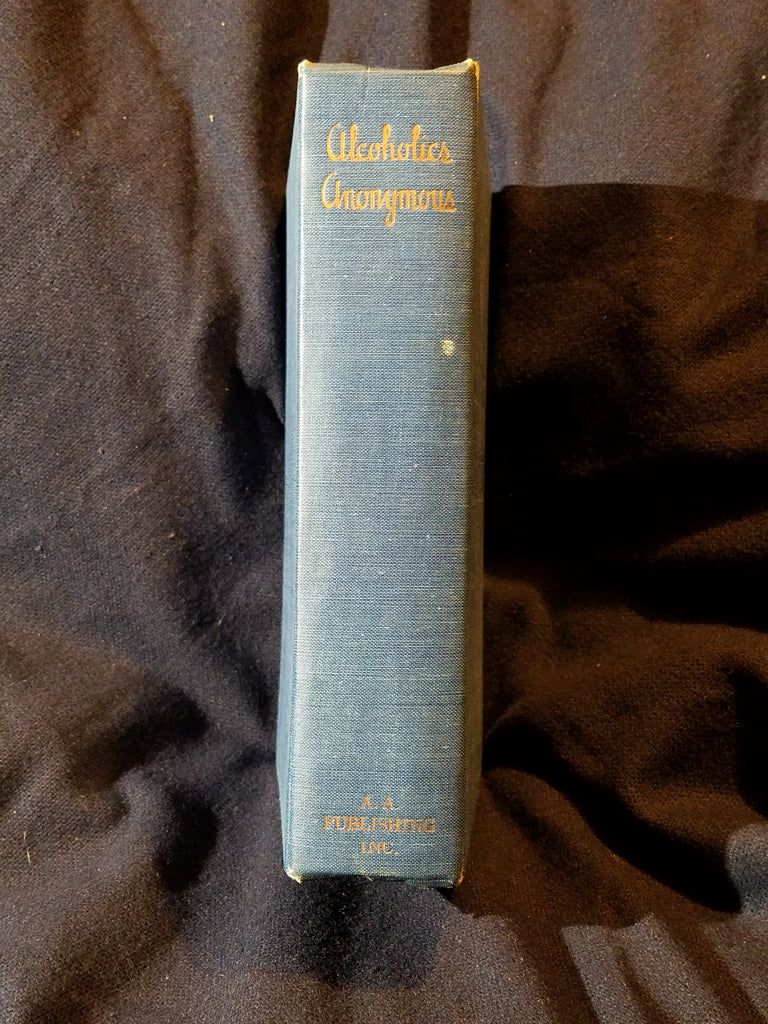 Alcoholics
Anonymous
A. A.
PUBLISHING
INC.